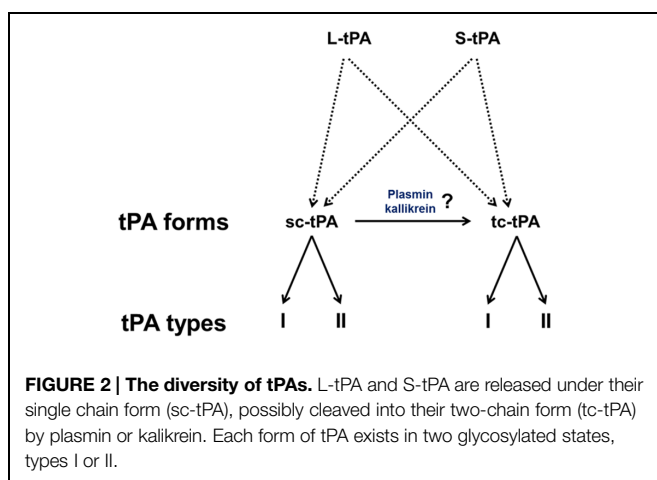 L-tPA S-tPA
Plasmin
kallikrein ?
tPA forms sc-tPA tc-tPA
tPA types I II I II
FIGURE 2 | The diversity of tPAs. L-tPA and S-tPA are released under their
single chain form (sc-tPA), possibly cleaved into their two-chain form (tc-tPA)
by plasmin or kalikrein. Each form of tPA exists in two glycosylated states,
types I or II.